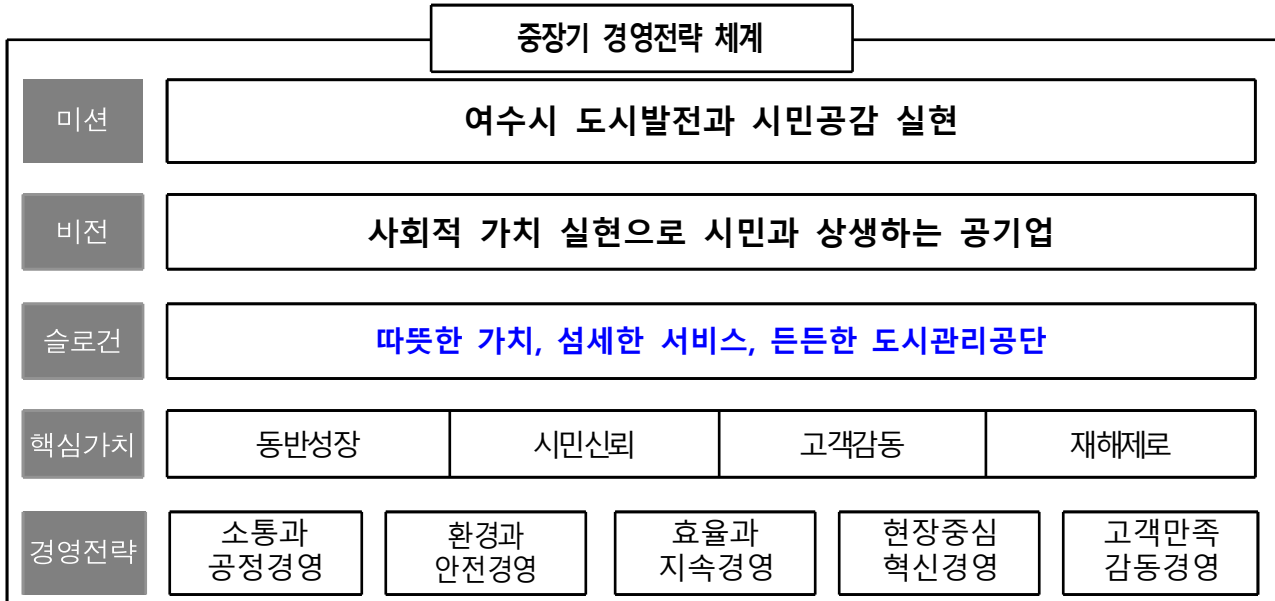 중장기 경영전략 체계
미션
여수시 도시발전과 시민공감 실현
비전
사회적 가치 실현으로 시민과 상생하는 공기업
슬로건
따뜻한 가치, 섬세한 서비스, 든든한 도시관리공단
핵심가치
동반성장
시민신뢰
고객감동
재해제로
경영전략
소통과
공정경영
환경과
안전경영
효율과
지속경영
현장중심
혁신경영
고객만족
감동경영